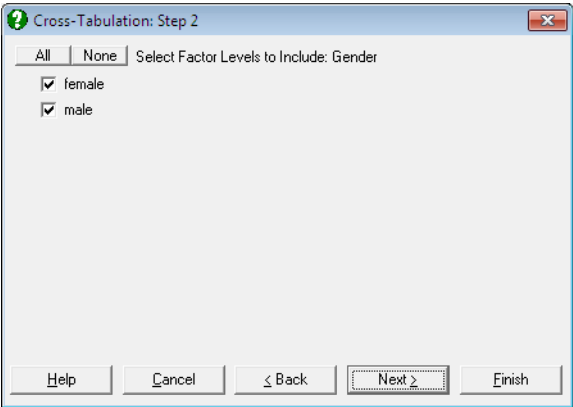 Cross-Tabulation: Step 2
All None Select Factor Levels to Include: Gender
female
male
Help Cancel < Back Next > Finish